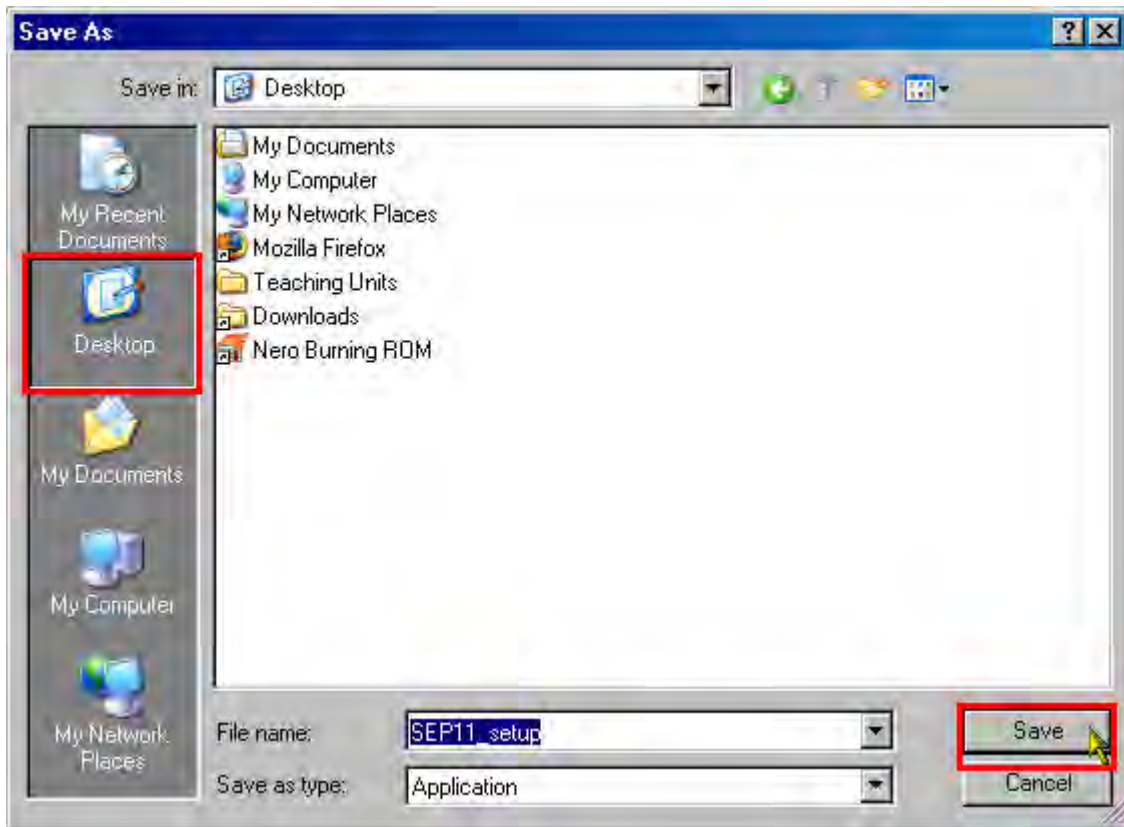 Save As
Save in:
Desktop
My Recent
Documents
Desktop
My Documents
My Computer
My Network
Places
My Documents
My Computer
My Network Places
Mozilla Firefox
Teaching Units
Downloads
Nero Burning ROM
File name:
SEP11_setup
Save
Save as type:
Application
Cancel